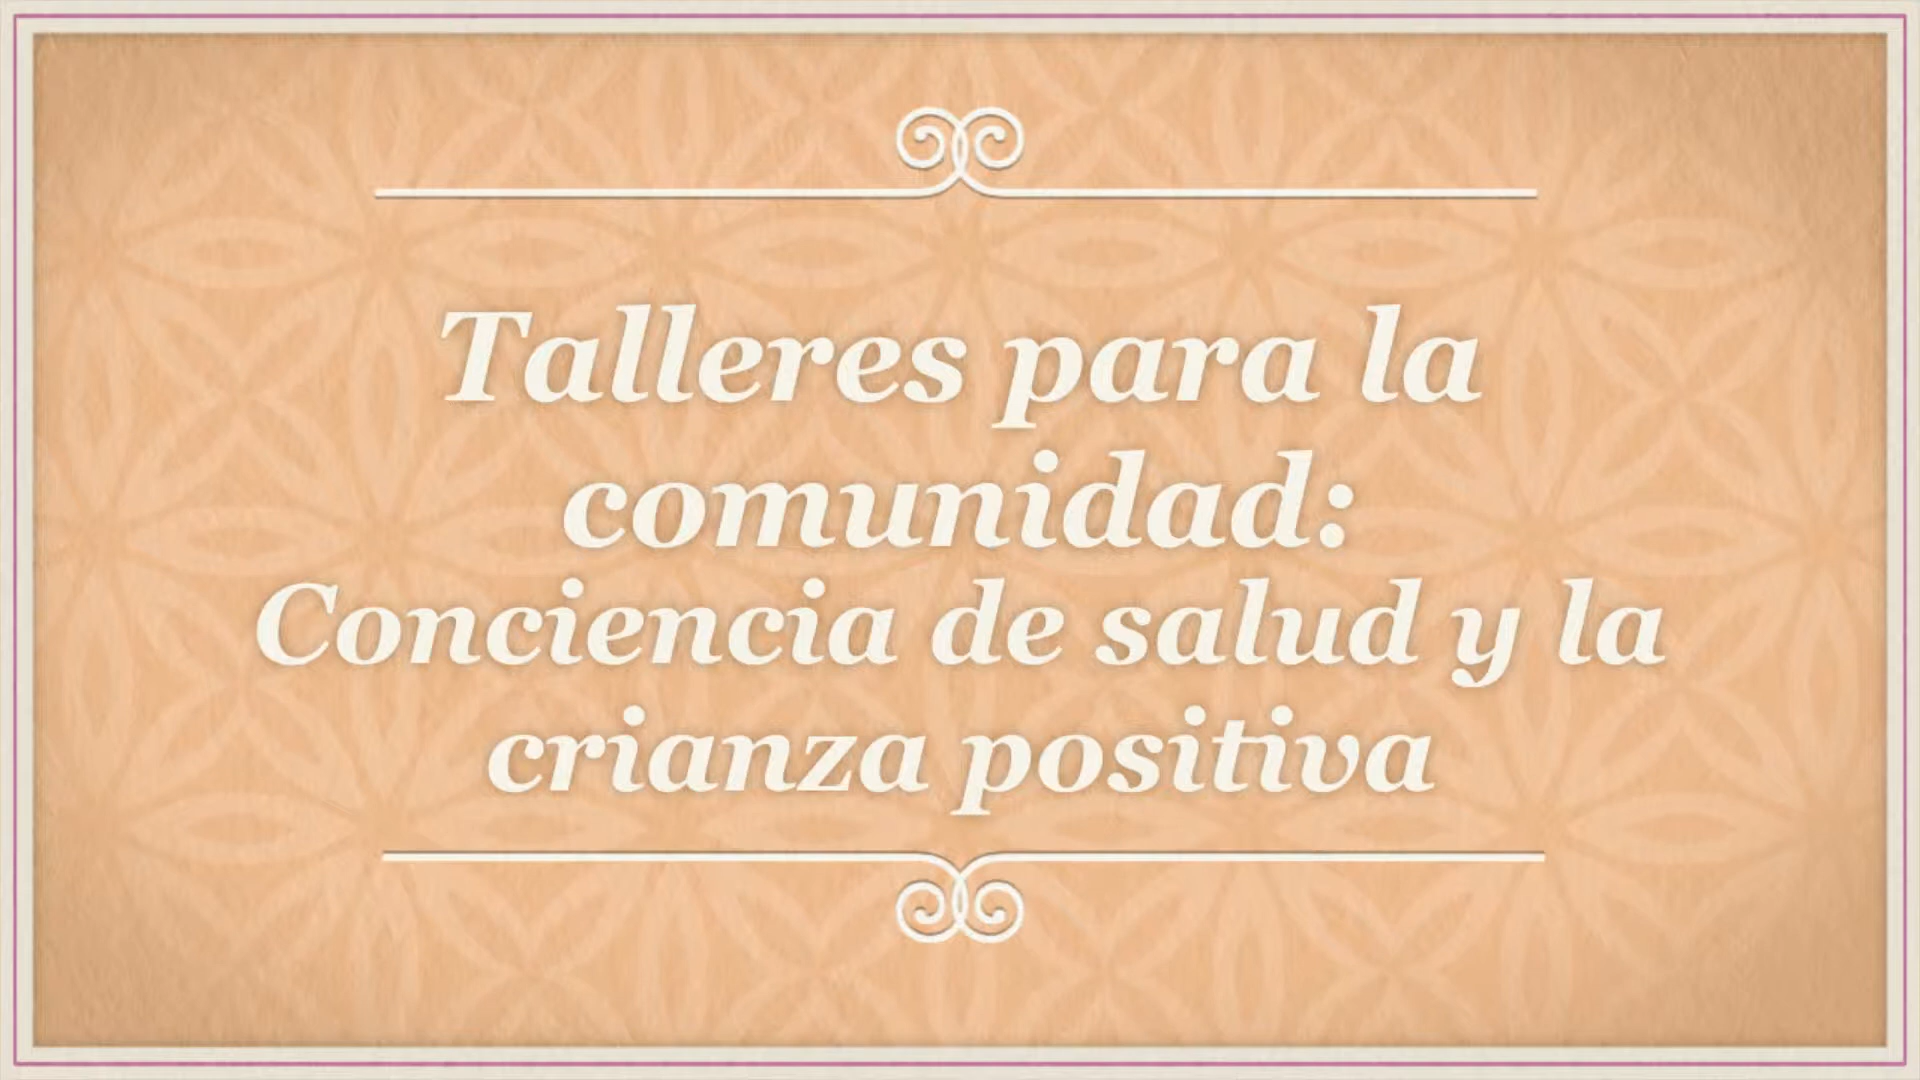 Talleres para la
comunidad:
Conciencia de salud y la
crianza positiva